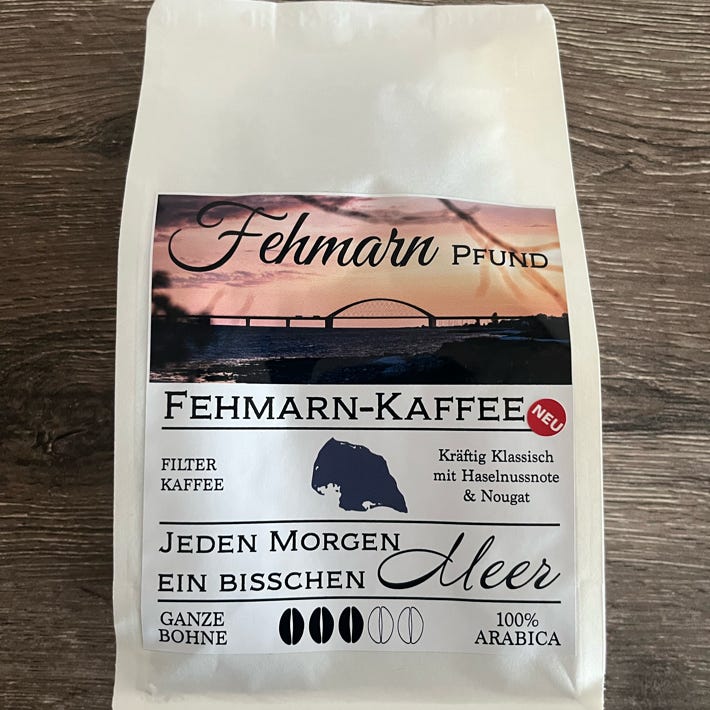 Fehmarn PFUND
FEHMARN-KAFFEE
NEU
FILTER
KAFFEE
Kräftig Klassisch
mit Haselnussnote
& Nougat
JEDEN MORGEN
EIN BISSCHEN Meer
GANZE
BOHNE
100%
ARABICA